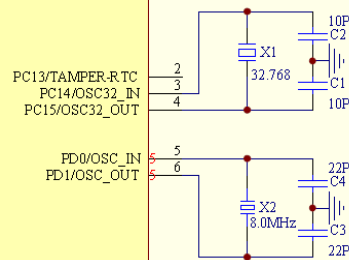 10P
C2
X1
PC13/TAMPER-RTC 2
PC14/OSC32_IN 3
32.768
C1
PC15/OSC32_OUT 4
10P
PD0/OSC_IN 5 5
PD1/OSC_OUT 5 6
22P
C4
X2
8.0MHz
C3
22P